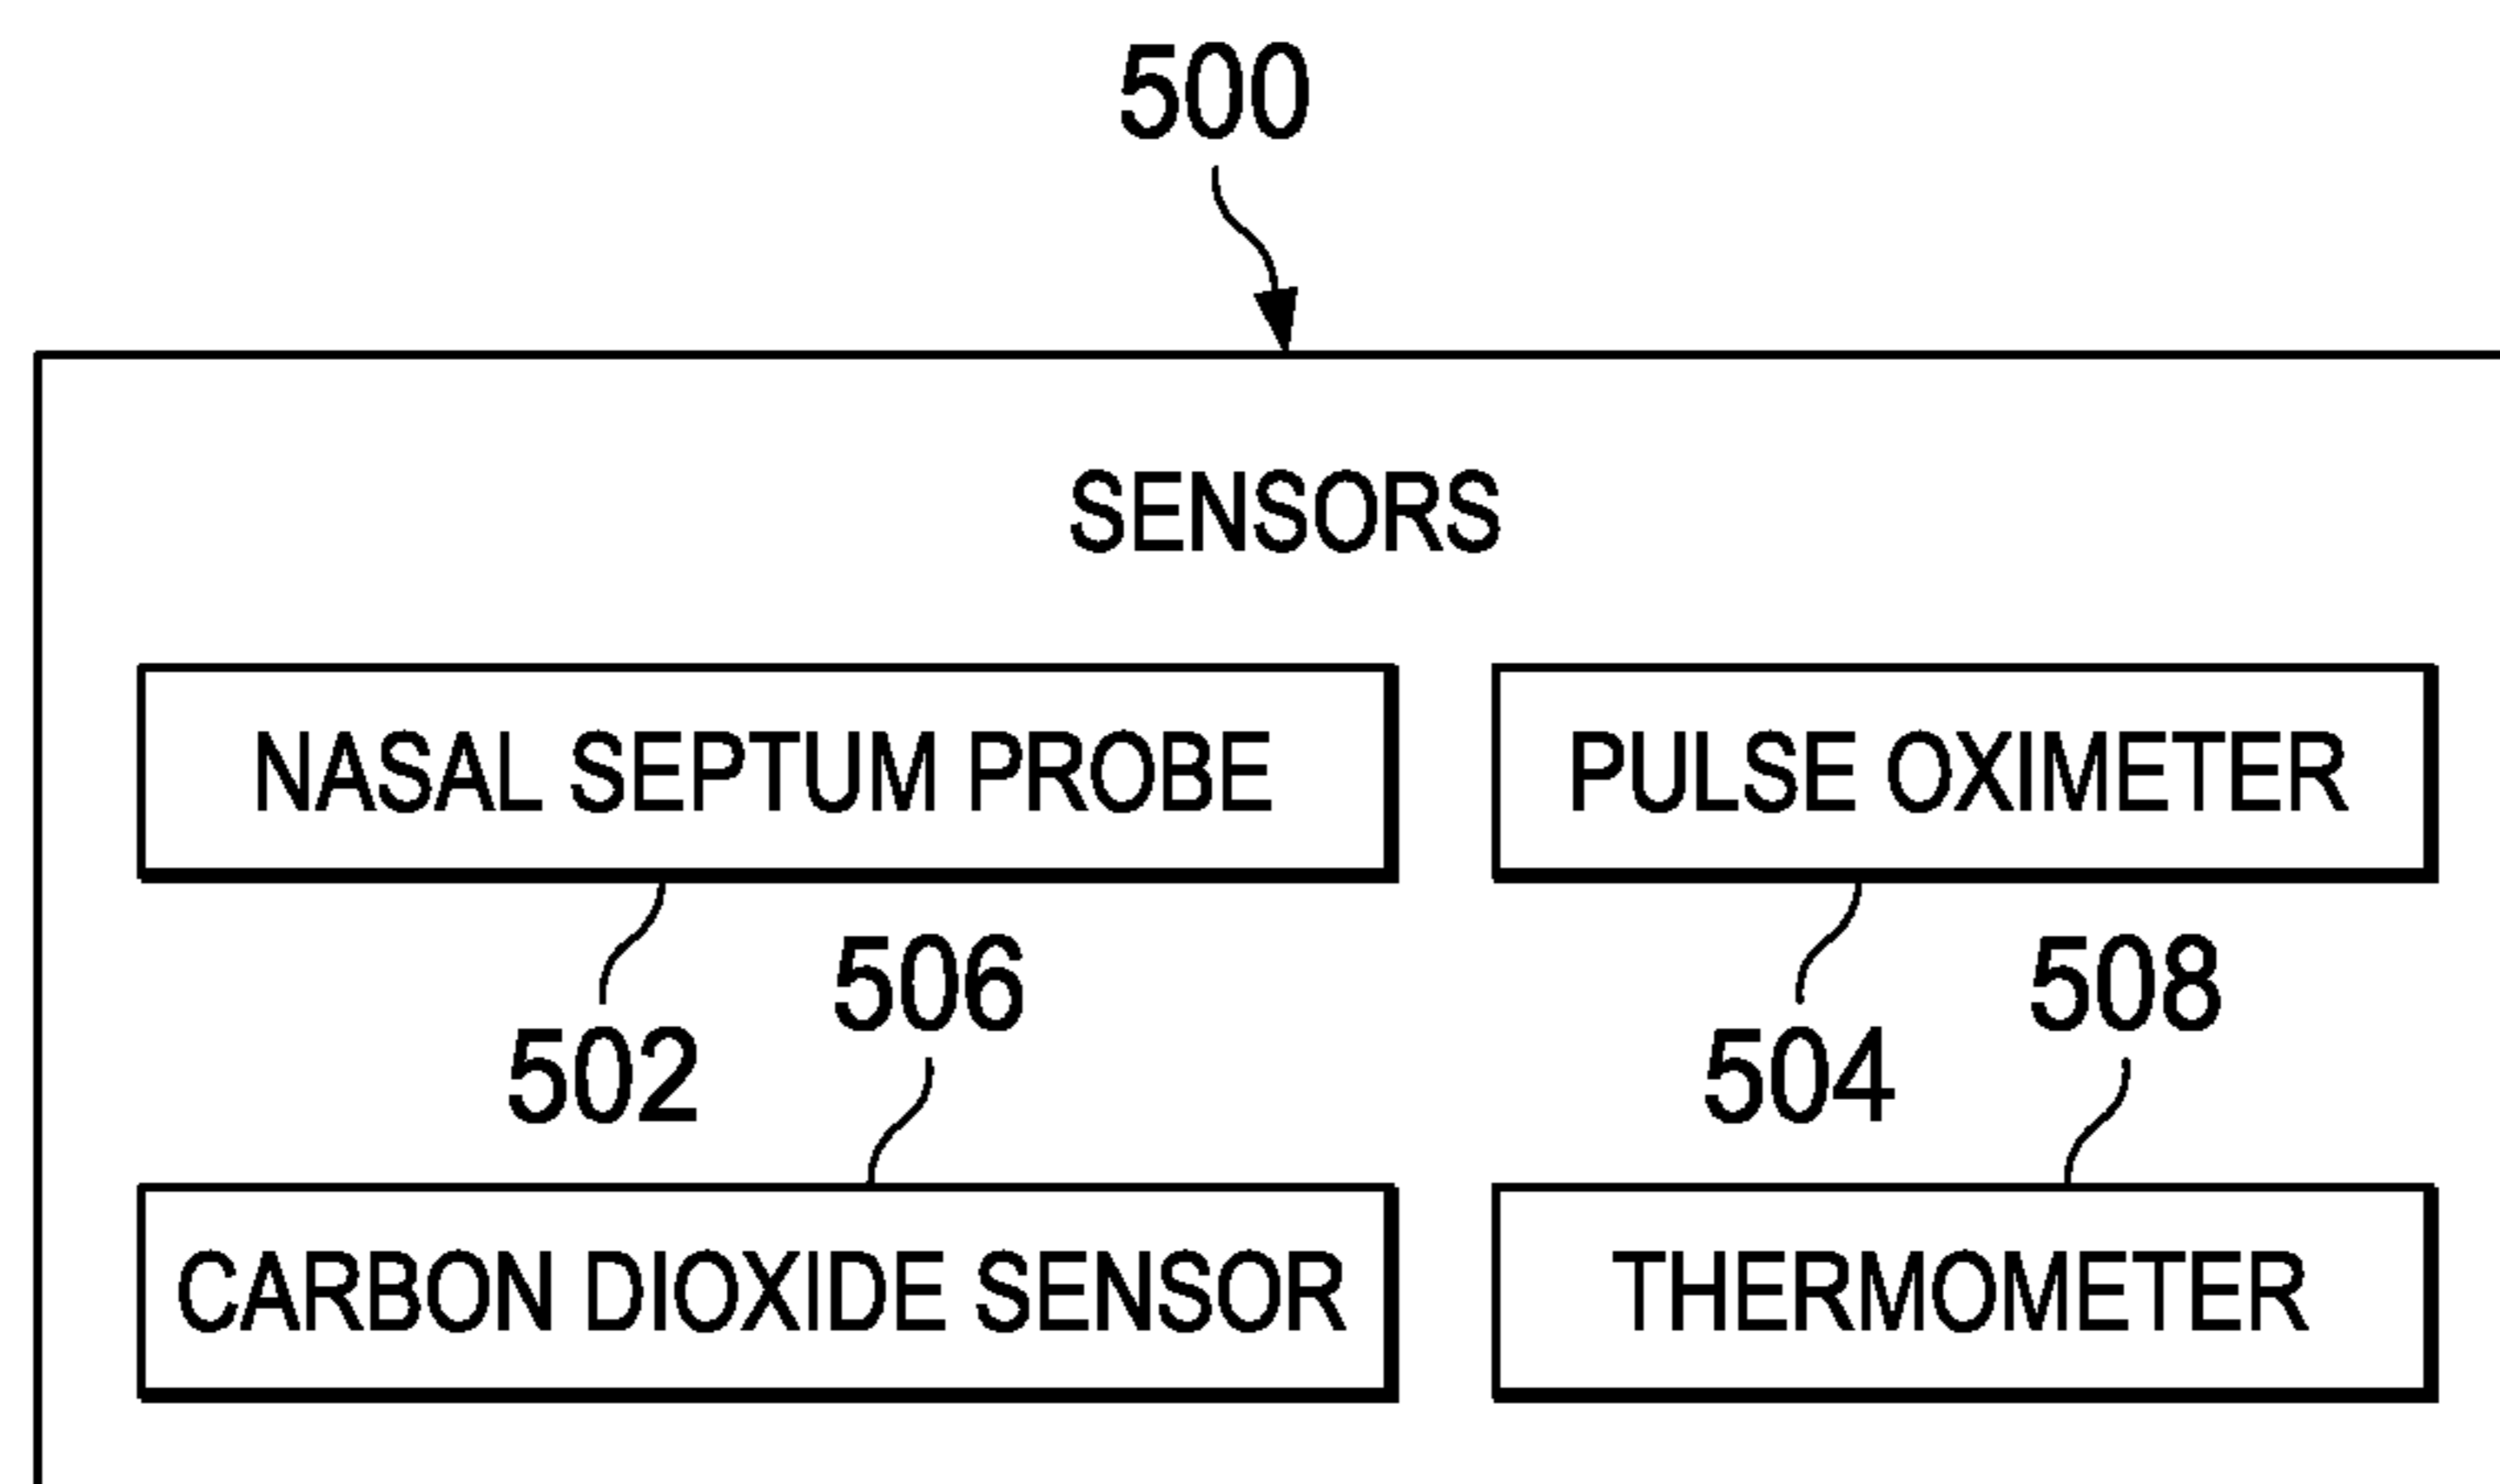 500
SENSORS
NASAL SEPTUM PROBE
PULSE OXIMETER
502
506
504
508
CARBON DIOXIDE SENSOR
THERMOMETER